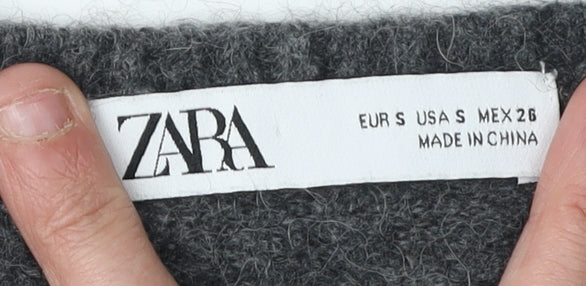 ZARA
EUR S USA S MEX 26
MADE IN CHINA